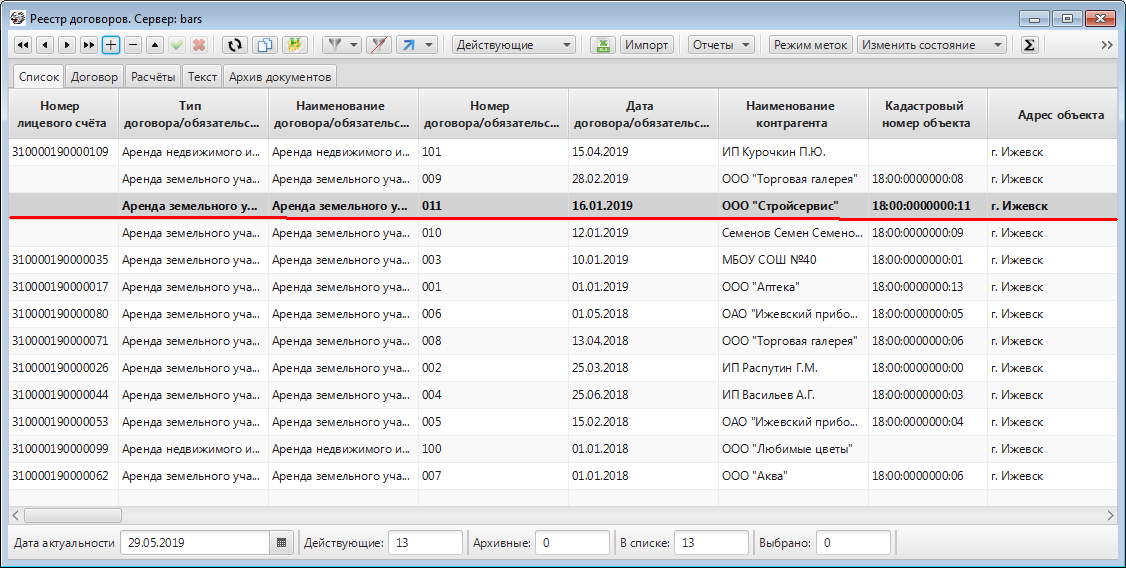 Реестр договоров. Сервер: bars
Действующие Импорт Отчеты Режим меток Изменить состояние Σ
Список Договор Расчёты Текст Архив документов
Номер лицевого счёта Тип договора/обязательс... Наименование договора/обязательс... Номер договора/обязательс... Дата договора/обязательс... Наименование контрагента Кадастровый номер объекта Адрес объекта
310000190000109 Аренда недвижимого и... Аренда недвижимого и... 101 15.04.2019 ИП Курочкин П.Ю. г. Ижевск
Аренда земельного уча... Аренда земельного уча... 009 28.02.2019 ООО "Торговая галерея" 18:00:0000000:08 г. Ижевск
Аренда земельного у... Аренда земельного у... 011 16.01.2019 ООО "Стройсервис" 18:00:0000000:11 г. Ижевск
Аренда земельного уча... Аренда земельного уча... 010 12.01.2019 Семенов Семен Семено... 18:00:0000000:09 г. Ижевск
310000190000035 Аренда земельного уча... Аренда земельного уча... 003 10.01.2019 МБОУ СОШ №40 18:00:0000000:01 г. Ижевск
310000190000017 Аренда земельного уча... Аренда земельного уча... 001 01.01.2019 ООО "Аптека" 18:00:0000000:13 г. Ижевск
310000190000080 Аренда земельного уча... Аренда земельного уча... 006 01.05.2018 ОАО "Ижевский прибо... 18:00:0000000:05 г. Ижевск
310000190000071 Аренда земельного уча... Аренда земельного уча... 008 13.04.2018 ООО "Торговая галерея" 18:00:0000000:06 г. Ижевск
310000190000026 Аренда земельного уча... Аренда земельного уча... 002 25.03.2018 ИП Распутин Г.М. 18:00:0000000:00 г. Ижевск
310000190000044 Аренда земельного уча... Аренда земельного уча... 004 25.06.2018 ИП Васильев А.Г. 18:00:0000000:03 г. Ижевск
310000190000053 Аренда земельного уча... Аренда земельного уча... 005 15.02.2018 ОАО "Ижевский прибо... 18:00:0000000:04 г. Ижевск
310000190000099 Аренда недвижимого и... Аренда недвижимого и... 100 01.01.2018 ООО "Любимые цветы" г. Ижевск
310000190000062 Аренда земельного уча... Аренда земельного уча... 007 01.01.2018 ООО "Аква" 18:00:0000000:06 г. Ижевск
Дата актуальности 29.05.2019 Действующие: 13 Архивные: 0 В списке: 13 Выбрано: 0